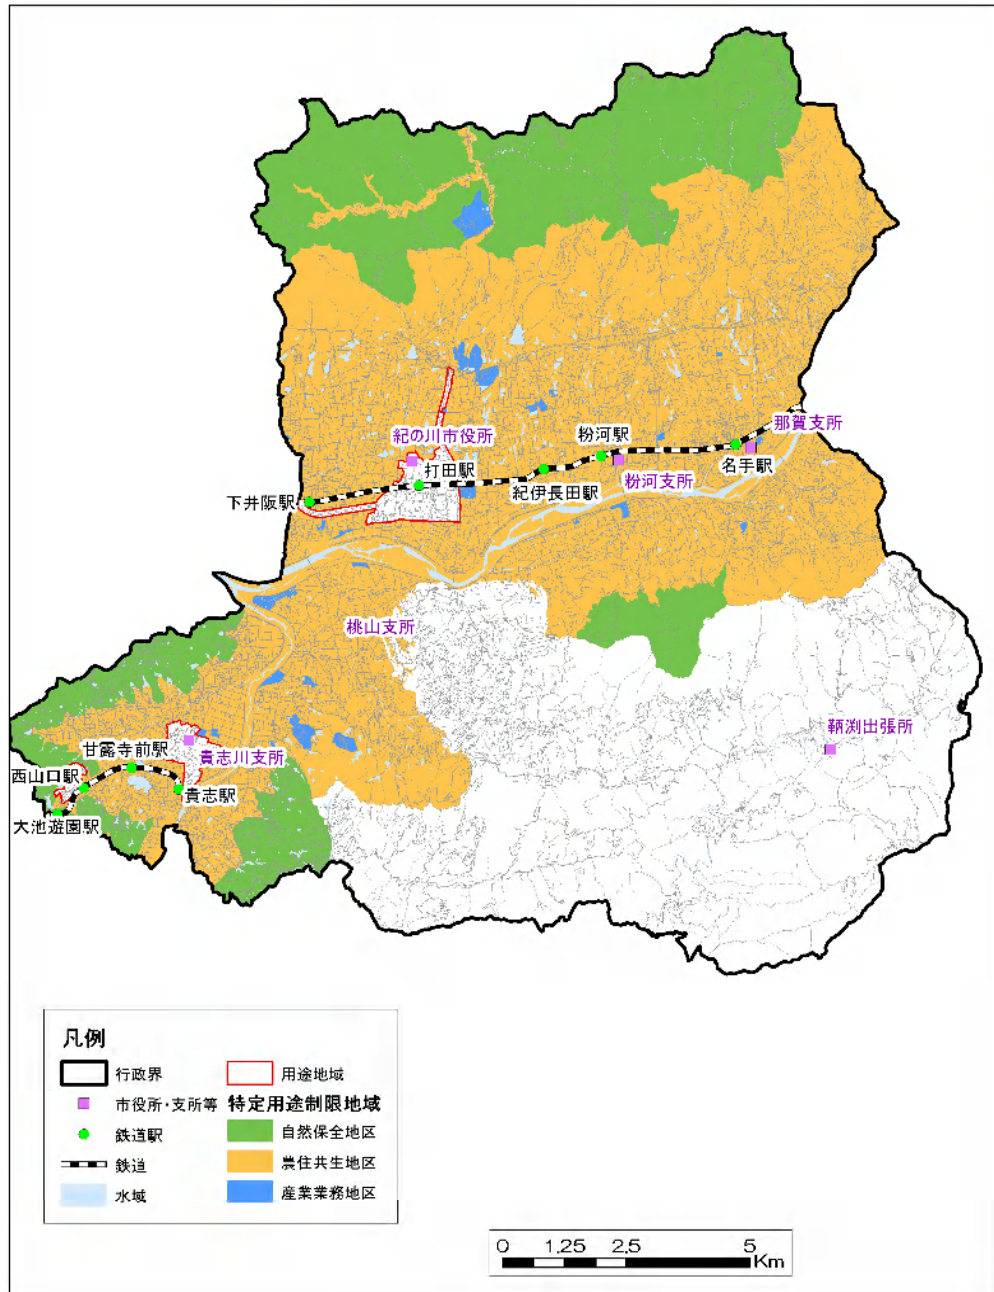 那賀支所
粉河駅
紀の川市役所
打田駅
名手駅
粉河支所
紀伊長田駅
下井阪駅
桃山支所
鞆渕出張所
甘露寺前駅
貴志川支所
西山口駅
貴志駅
大池遊園駅
凡例
行政界
用途地域
市役所・支所等
特定用途制限地域
鉄道駅
自然保全地区
鉄道
農住共生地区
水域
産業業務地区
0 1.25 2.5 5
Km